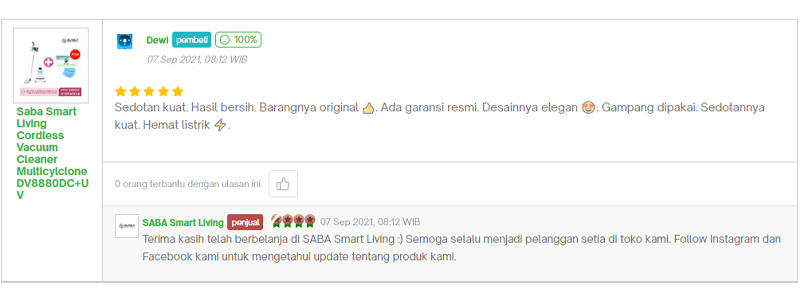 Saba Smart
Living
Cordless
Vacuum
Cleaner
Multicylclone
DV8880DC+U
V
Dewi pembeli 100%
07 Sep 2021, 08:12 WIB
Sedotan kuat. Hasil bersih. Barangnya original 👍. Ada garansi resmi. Desainnya elegan 😍. Gampang dipakai. Sedotannya
kuat. Hemat listrik ⚡.
0 orang terbantu dengan ulasan ini
SABA Smart Living penjual 07 Sep 2021, 08:12 WIB
Terima kasih telah berbelanja di SABA Smart Living :) Semoga selalu menjadi pelanggan setia di toko kami. Follow Instagram dan
Facebook kami untuk mengetahui update tentang produk kami.